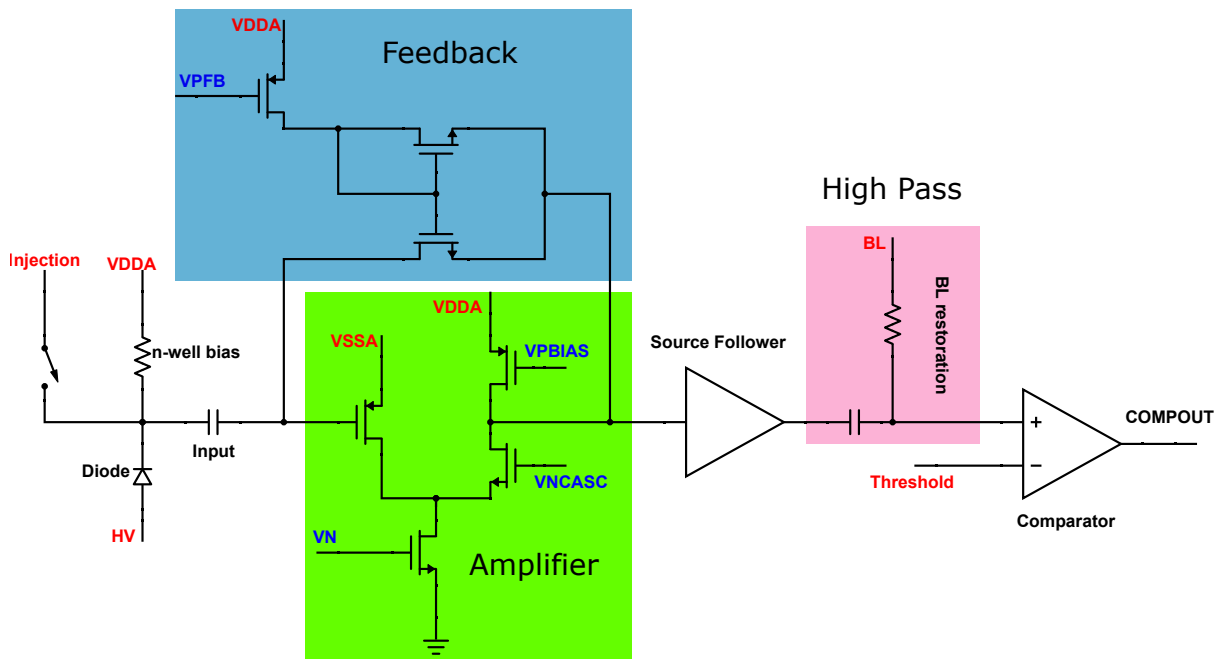 VDDA
Feedback
VPFB
High Pass
BL
Injection
VDDA
BL restoration
VDDA
VSSA
n-well bias
VPBIAS
Source Follower
COMPOUT
+
Input
Diode
VNCASC
−
Threshold
Comparator
HV
VN
Amplifier